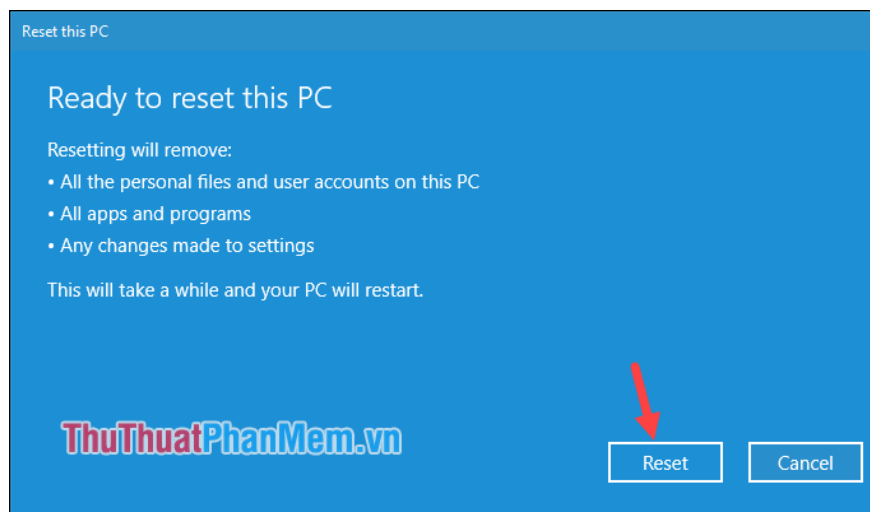 Reset this PC
Ready to reset this PC
Resetting will remove:
• All the personal files and user accounts on this PC
• All apps and programs
• Any changes made to settings
This will take a while and your PC will restart.
ThuThuatPhanMem.vn
Reset Cancel